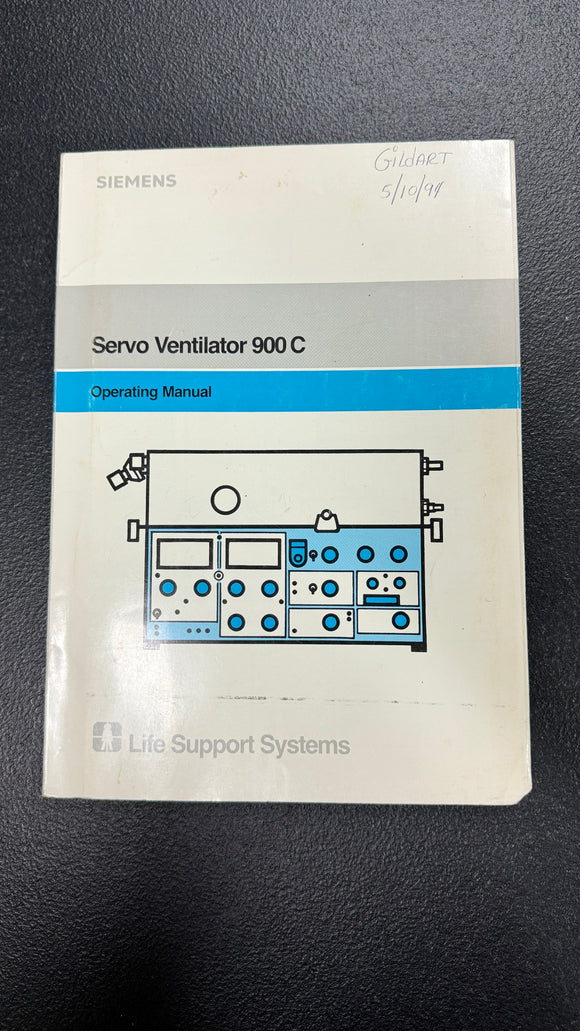 GildART
5/10/94
SIEMENS
Servo Ventilator 900 C
Operating Manual
Life Support Systems